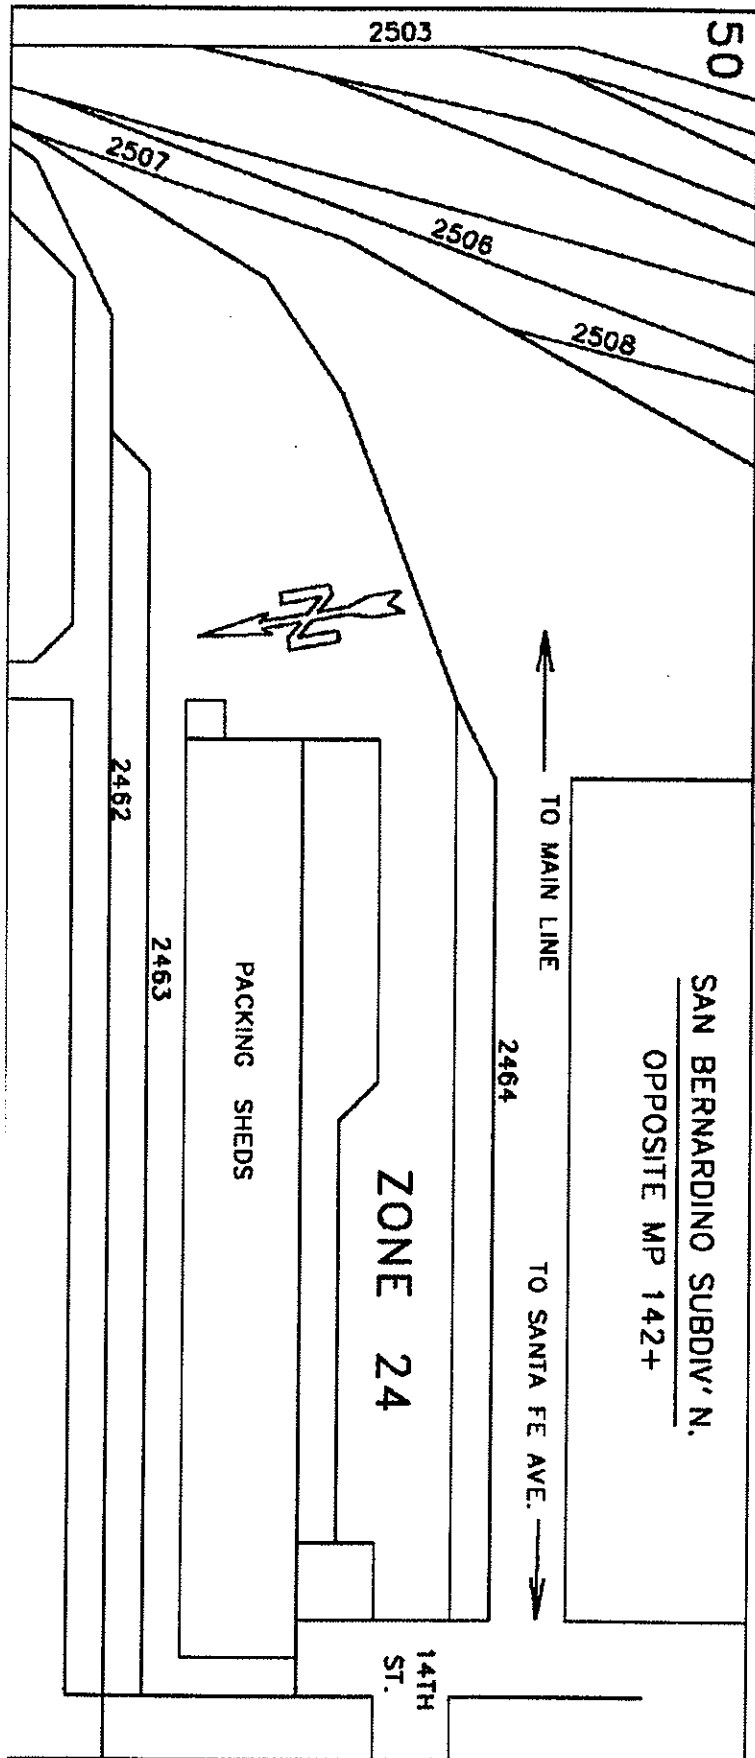 50
SAN BERNARDINO SUBDIV'N.
OPPOSITE MP 142+
TO MAIN LINE
TO SANTA FE AVE.
2503
2507
2506
2508
2464
ZONE 24
14TH
ST.
PACKING SHEDS
2463
2462
N